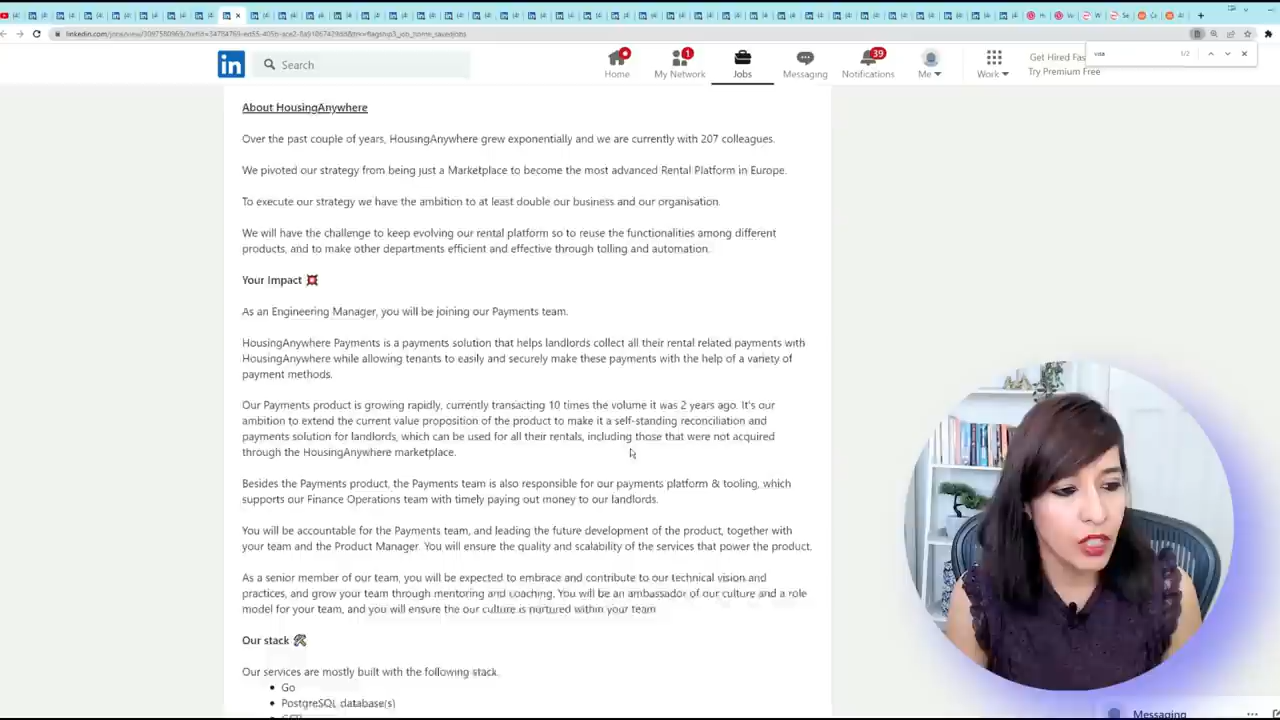 linkedin.com/jobs/view/
visa
1/2
in
Search
Home
1
My Network
Jobs
Messaging
39
Notifications
Me
Work
Get Hired Fas
Try Premium Free
About HousingAnywhere
Over the past couple of years, HousingAnywhere grew exponentially and we are currently with 207 colleagues.
We pivoted our strategy from being just a Marketplace to become the most advanced Rental Platform in Europe.
To execute our strategy we have the ambition to at least double our business and our organisation.
We will have the challenge to keep evolving our rental platform so to reuse the functionalities among different
products, and to make other departments efficient and effective through tolling and automation.
Your Impact 💥
As an Engineering Manager, you will be joining our Payments team.
HousingAnywhere Payments is a payments solution that helps landlords collect all their rental related payments with
HousingAnywhere while allowing tenants to easily and securely make these payments with the help of a variety of
payment methods.
Our Payments product is growing rapidly, currently transacting 10 times the volume it was 2 years ago. It's our
ambition to extend the current value proposition of the product to make it a self-standing reconciliation and
payments solution for landlords, which can be used for all their rentals, including those that were not acquired
through the HousingAnywhere marketplace.
Besides the Payments product, the Payments team is also responsible for our payments platform & tooling, which
supports our Finance Operations team with timely paying out money to our landlords.
You will be accountable for the Payments team, and leading the future development of the product, together with
your team and the Product Manager. You will ensure the quality and scalability of the services that power the product.
As a senior member of our team, you will be expected to embrace and contribute to our technical vision and
practices, and grow your team through mentoring and coaching. You will be an ambassador of our culture and a role
model for your team, and you will ensure the our culture is nurtured within your team
Our stack 🛠
Our services are mostly built with the following stack.
• Go
• PostgreSQL database(s)
Messaging